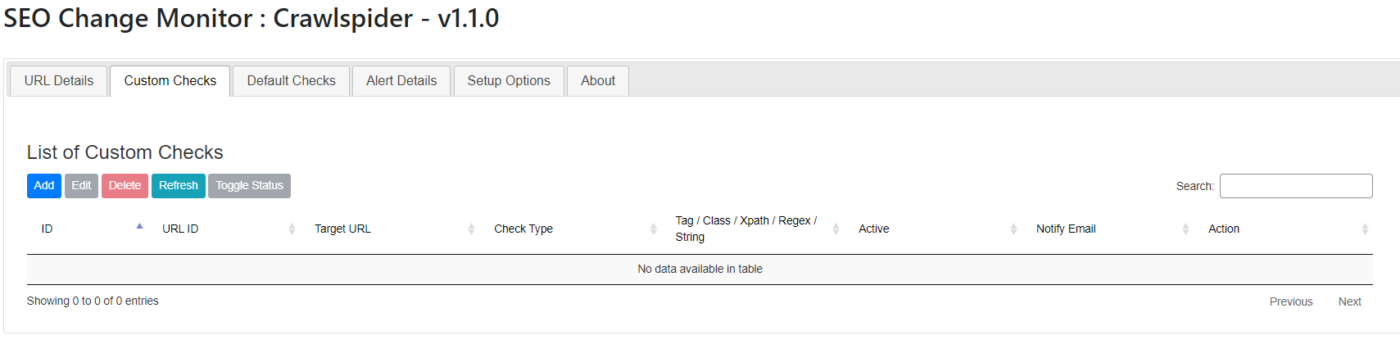 SEO Change Monitor : Crawlspider - v1.1.0
URL Details Custom Checks Default Checks Alert Details Setup Options About
List of Custom Checks
Add Edit Delete Refresh Toggle Status Search:
ID URL ID Target URL Check Type Tag / Class / Xpath / Regex / Active Notify Email Action
String
No data available in table
Showing 0 to 0 of 0 entries Previous Next